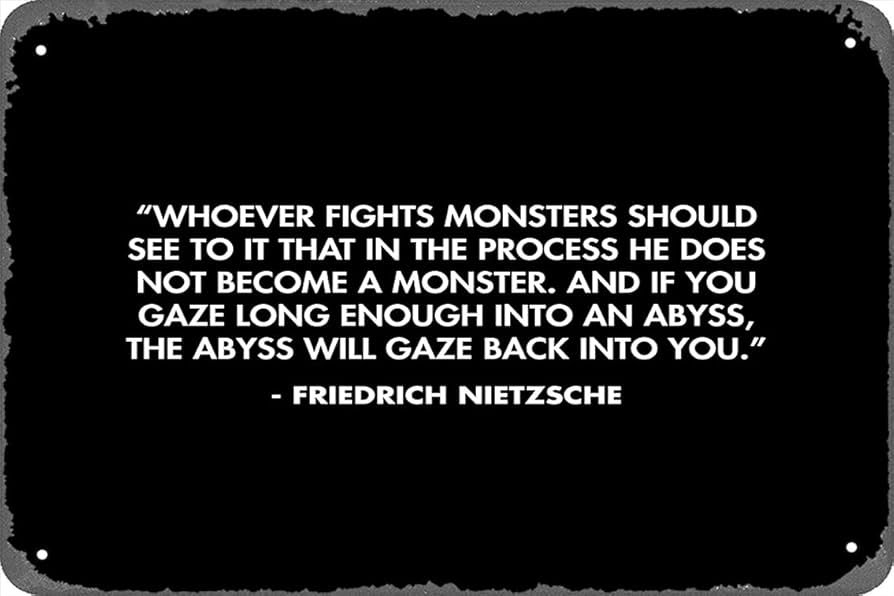 “WHOEVER FIGHTS MONSTERS SHOULD
SEE TO IT THAT IN THE PROCESS HE DOES
NOT BECOME A MONSTER. AND IF YOU
GAZE LONG ENOUGH INTO AN ABYSS,
THE ABYSS WILL GAZE BACK INTO YOU.”
- FRIEDRICH NIETZSCHE